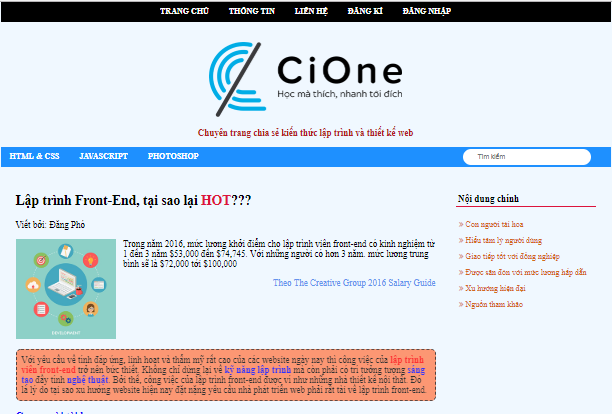 TRANG CHỦ THÔNG TIN LIÊN HỆ ĐĂNG KÍ ĐĂNG NHẬP
CiOne
Học mà thích, nhanh tới đích
Chuyên trang chia sẻ kiến thức lập trình và thiết kế web
HTML & CSS JAVASCRIPT PHOTOSHOP Tìm kiếm
Lập trình Front-End, tại sao lại HOT???
Viết bởi: Đăng Phò
DEVELOPMENT
Trong năm 2016, mức lương khởi điểm cho lập trình viên front-end có kinh nghiệm từ
1 đến 3 năm $53,000 đến $74,745. Với những người có hơn 3 năm. mức lương trung
bình sẽ là $72,000 tới $100,000
Theo The Creative Group 2016 Salary Guide
Với yêu cầu về tính đáp ứng, linh hoạt và thẩm mỹ rất cao của các website ngày nay thì công việc của lập trình
viên front-end trở nên bức thiết. Không chỉ dừng lại về kỹ năng lập trình mà còn phải có trí tưởng tượng sáng
tạo đầy tính nghệ thuật. Bởi thế, công việc của lập trình front-end được ví như những nhà thiết kế nội thất. Đó
là lý do tại sao xu hướng website hiện nay đặt nặng yêu cầu nhà phát triển web phải rất tài về lập trình front-end.
Nội dung chính
» Con người tài hoa
» Hiểu tâm lý người dùng
» Giao tiếp tốt với đồng nghiệp
» Được săn đón với mức lương hấp dẫn
» Xu hướng hiện đại
» Nguồn tham khảo